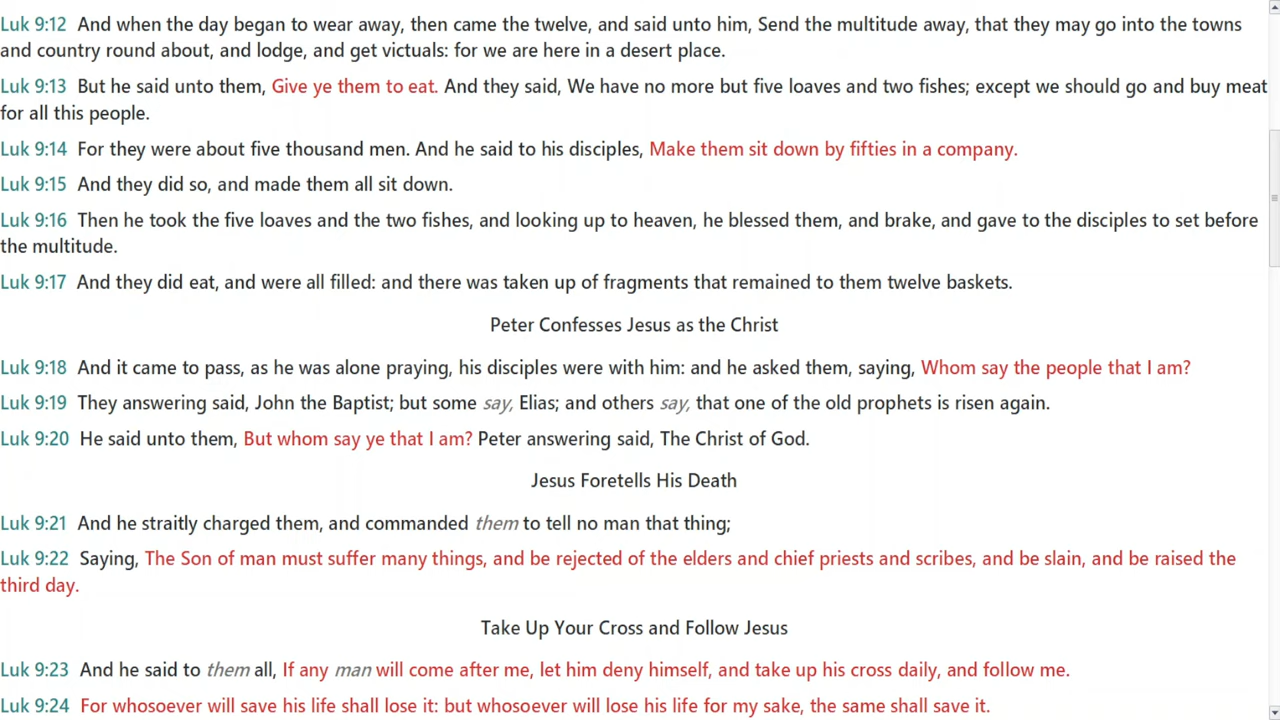 Luk 9:12 And when the day began to wear away, then came the twelve, and said unto him, Send the multitude away, that they may go into the towns
and country round about, and lodge, and get victuals: for we are here in a desert place.
Luk 9:13 But he said unto them, Give ye them to eat. And they said, We have no more but five loaves and two fishes; except we should go and buy meat
for all this people.
Luk 9:14 For they were about five thousand men. And he said to his disciples, Make them sit down by fifties in a company.
Luk 9:15 And they did so, and made them all sit down.
Luk 9:16 Then he took the five loaves and the two fishes, and looking up to heaven, he blessed them, and brake, and gave to the disciples to set before
the multitude.
Luk 9:17 And they did eat, and were all filled: and there was taken up of fragments that remained to them twelve baskets.
Peter Confesses Jesus as the Christ
Luk 9:18 And it came to pass, as he was alone praying, his disciples were with him: and he asked them, saying, Whom say the people that I am?
Luk 9:19 They answering said, John the Baptist; but some say, Elias; and others say, that one of the old prophets is risen again.
Luk 9:20 He said unto them, But whom say ye that I am? Peter answering said, The Christ of God.
Jesus Foretells His Death
Luk 9:21 And he straitly charged them, and commanded them to tell no man that thing;
Luk 9:22 Saying, The Son of man must suffer many things, and be rejected of the elders and chief priests and scribes, and be slain, and be raised the
third day.
Take Up Your Cross and Follow Jesus
Luk 9:23 And he said to them all, If any man will come after me, let him deny himself, and take up his cross daily, and follow me.
Luk 9:24 For whosoever will save his life shall lose it: but whosoever will lose his life for my sake, the same shall save it.